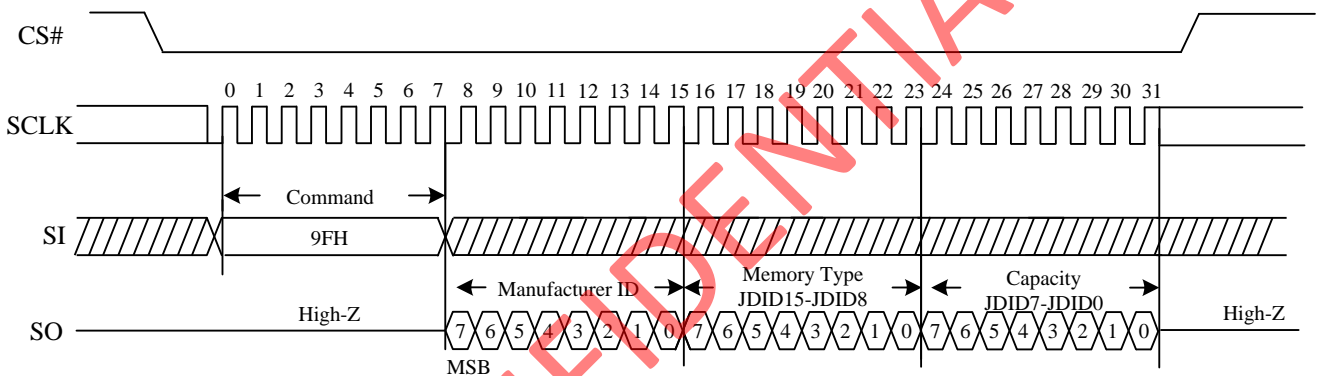 CS#
0 1 2 3 4 5 6 7 8 9 10 11 12 13 14 15 16 17 18 19 20 21 22 23 24 25 26 27 28 29 30 31
SCLK
Command
SI
9FH
Manufacturer ID
Memory Type
JDID15-JDID8
Capacity
JDID7-JDID0
High-Z
High-Z
SO
7 6 5 4 3 2 1 0 7 6 5 4 3 2 1 0 7 6 5 4 3 2 1 0
MSB